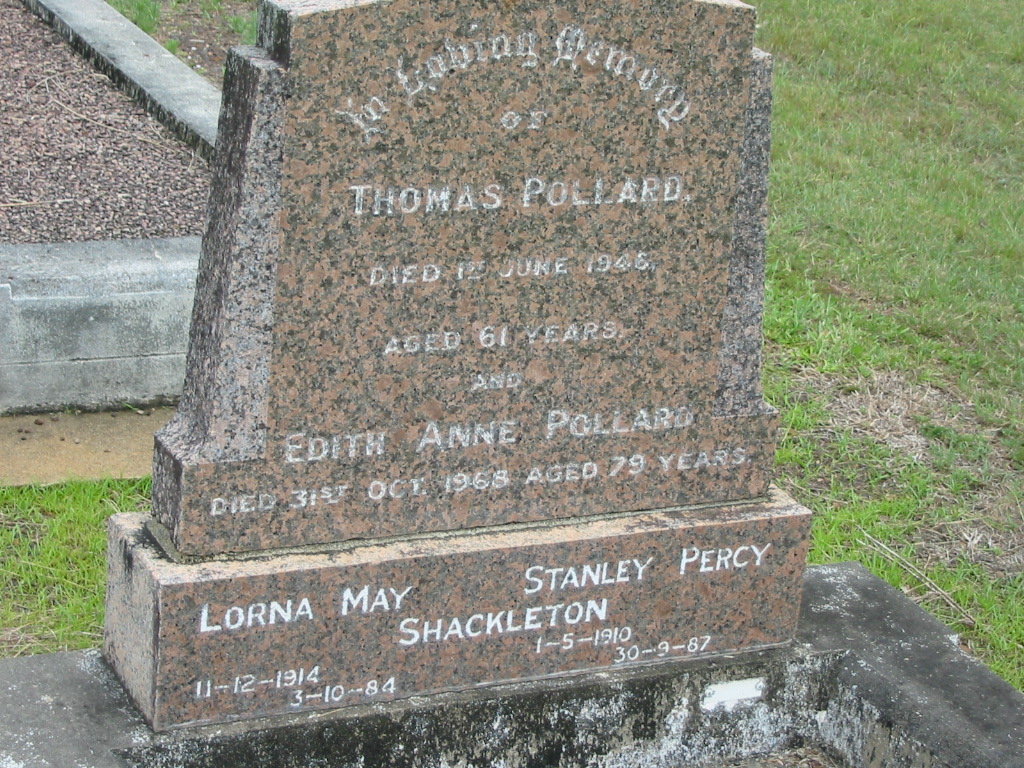 In Loving Memory
OF
THOMAS POLLARD,
DIED JUNE
AGED 61 YEARS.
AND
EDITH ANNE POLLARD
DIED 31ST OCT. 1968 AGED 79 YEARS.
LORNA MAY STANLEY PERCY
SHACKLETON
11-12-1914 1-5-1910
3-10-84 30-9-87